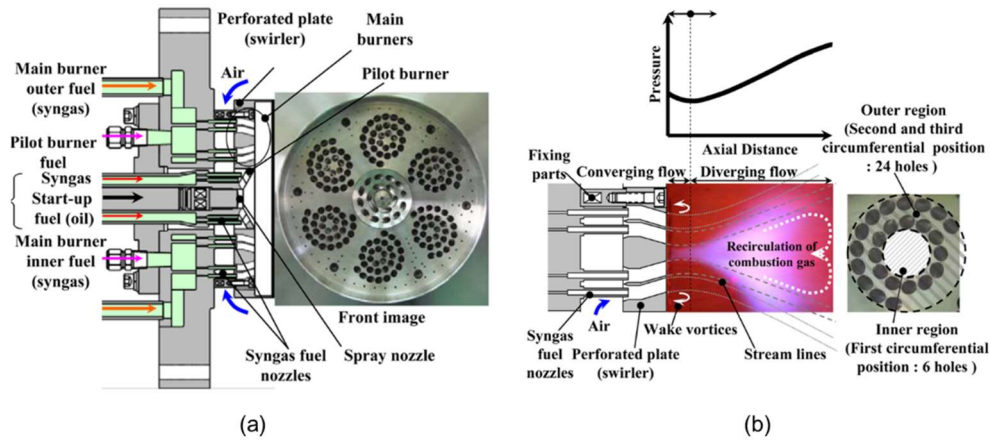 Perforated plate
(swirler)
Main
burners
Main burner
outer fuel
(syngas)
Air
Pilot burner
Pilot burner
fuel
Syngas
Start-up
fuel (oil)
Main burner
inner fuel
(syngas)
Front image
Syngas fuel
nozzles
Spray nozzle
(a)
Pressure
Axial Distance
Fixing
parts
Converging flow
Diverging flow
Outer region
(Second and third
circumferential position
: 24 holes )
Recirculation of
combustion gas
Air
Syngas
fuel
nozzles
Wake vortices
Perforated plate
(swirler)
Stream lines
Inner region
(First circumferential
position : 6 holes )
(b)